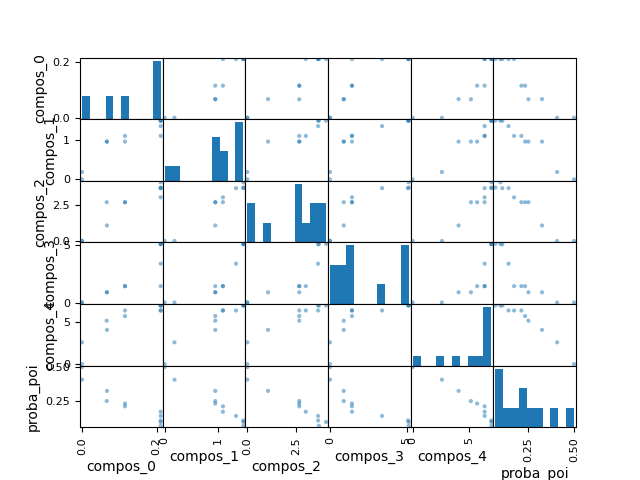 compos_0
0.2
0.0
compos_1
1
0
compos_2
2.5
0.0
compos_3
5
0
compos_4
5
0
proba_poi
0.50
0.25
0.0 0.2 0 1 0.0 2.5 0 5 0 5 0.25 0.50
compos_0 compos_1 compos_2 compos_3 compos_4 proba_poi